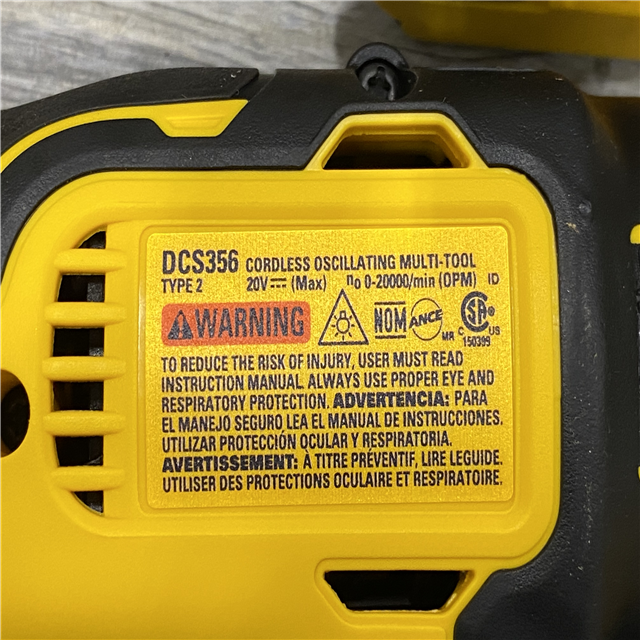 DCS356 CORDLESS OSCILLATING MULTI-TOOL
TYPE 2 20V⎓(Max) n0 0-20000/min (OPM) ID
WARNING NOM ANCE MR C SA US
150399
TO REDUCE THE RISK OF INJURY, USER MUST READ
INSTRUCTION MANUAL. ALWAYS USE PROPER EYE AND
RESPIRATORY PROTECTION. ADVERTENCIA: PARA
EL MANEJO SEGURO LEA EL MANUAL DE INSTRUCCIONES.
UTILIZAR PROTECCIÓN OCULAR Y RESPIRATORIA.
AVERTISSEMENT: À TITRE PRÉVENTIF, LIRE LEGUIDE.
UTILISER DES PROTECTIONS OCULAIRE ET RESPIRATOIRE.